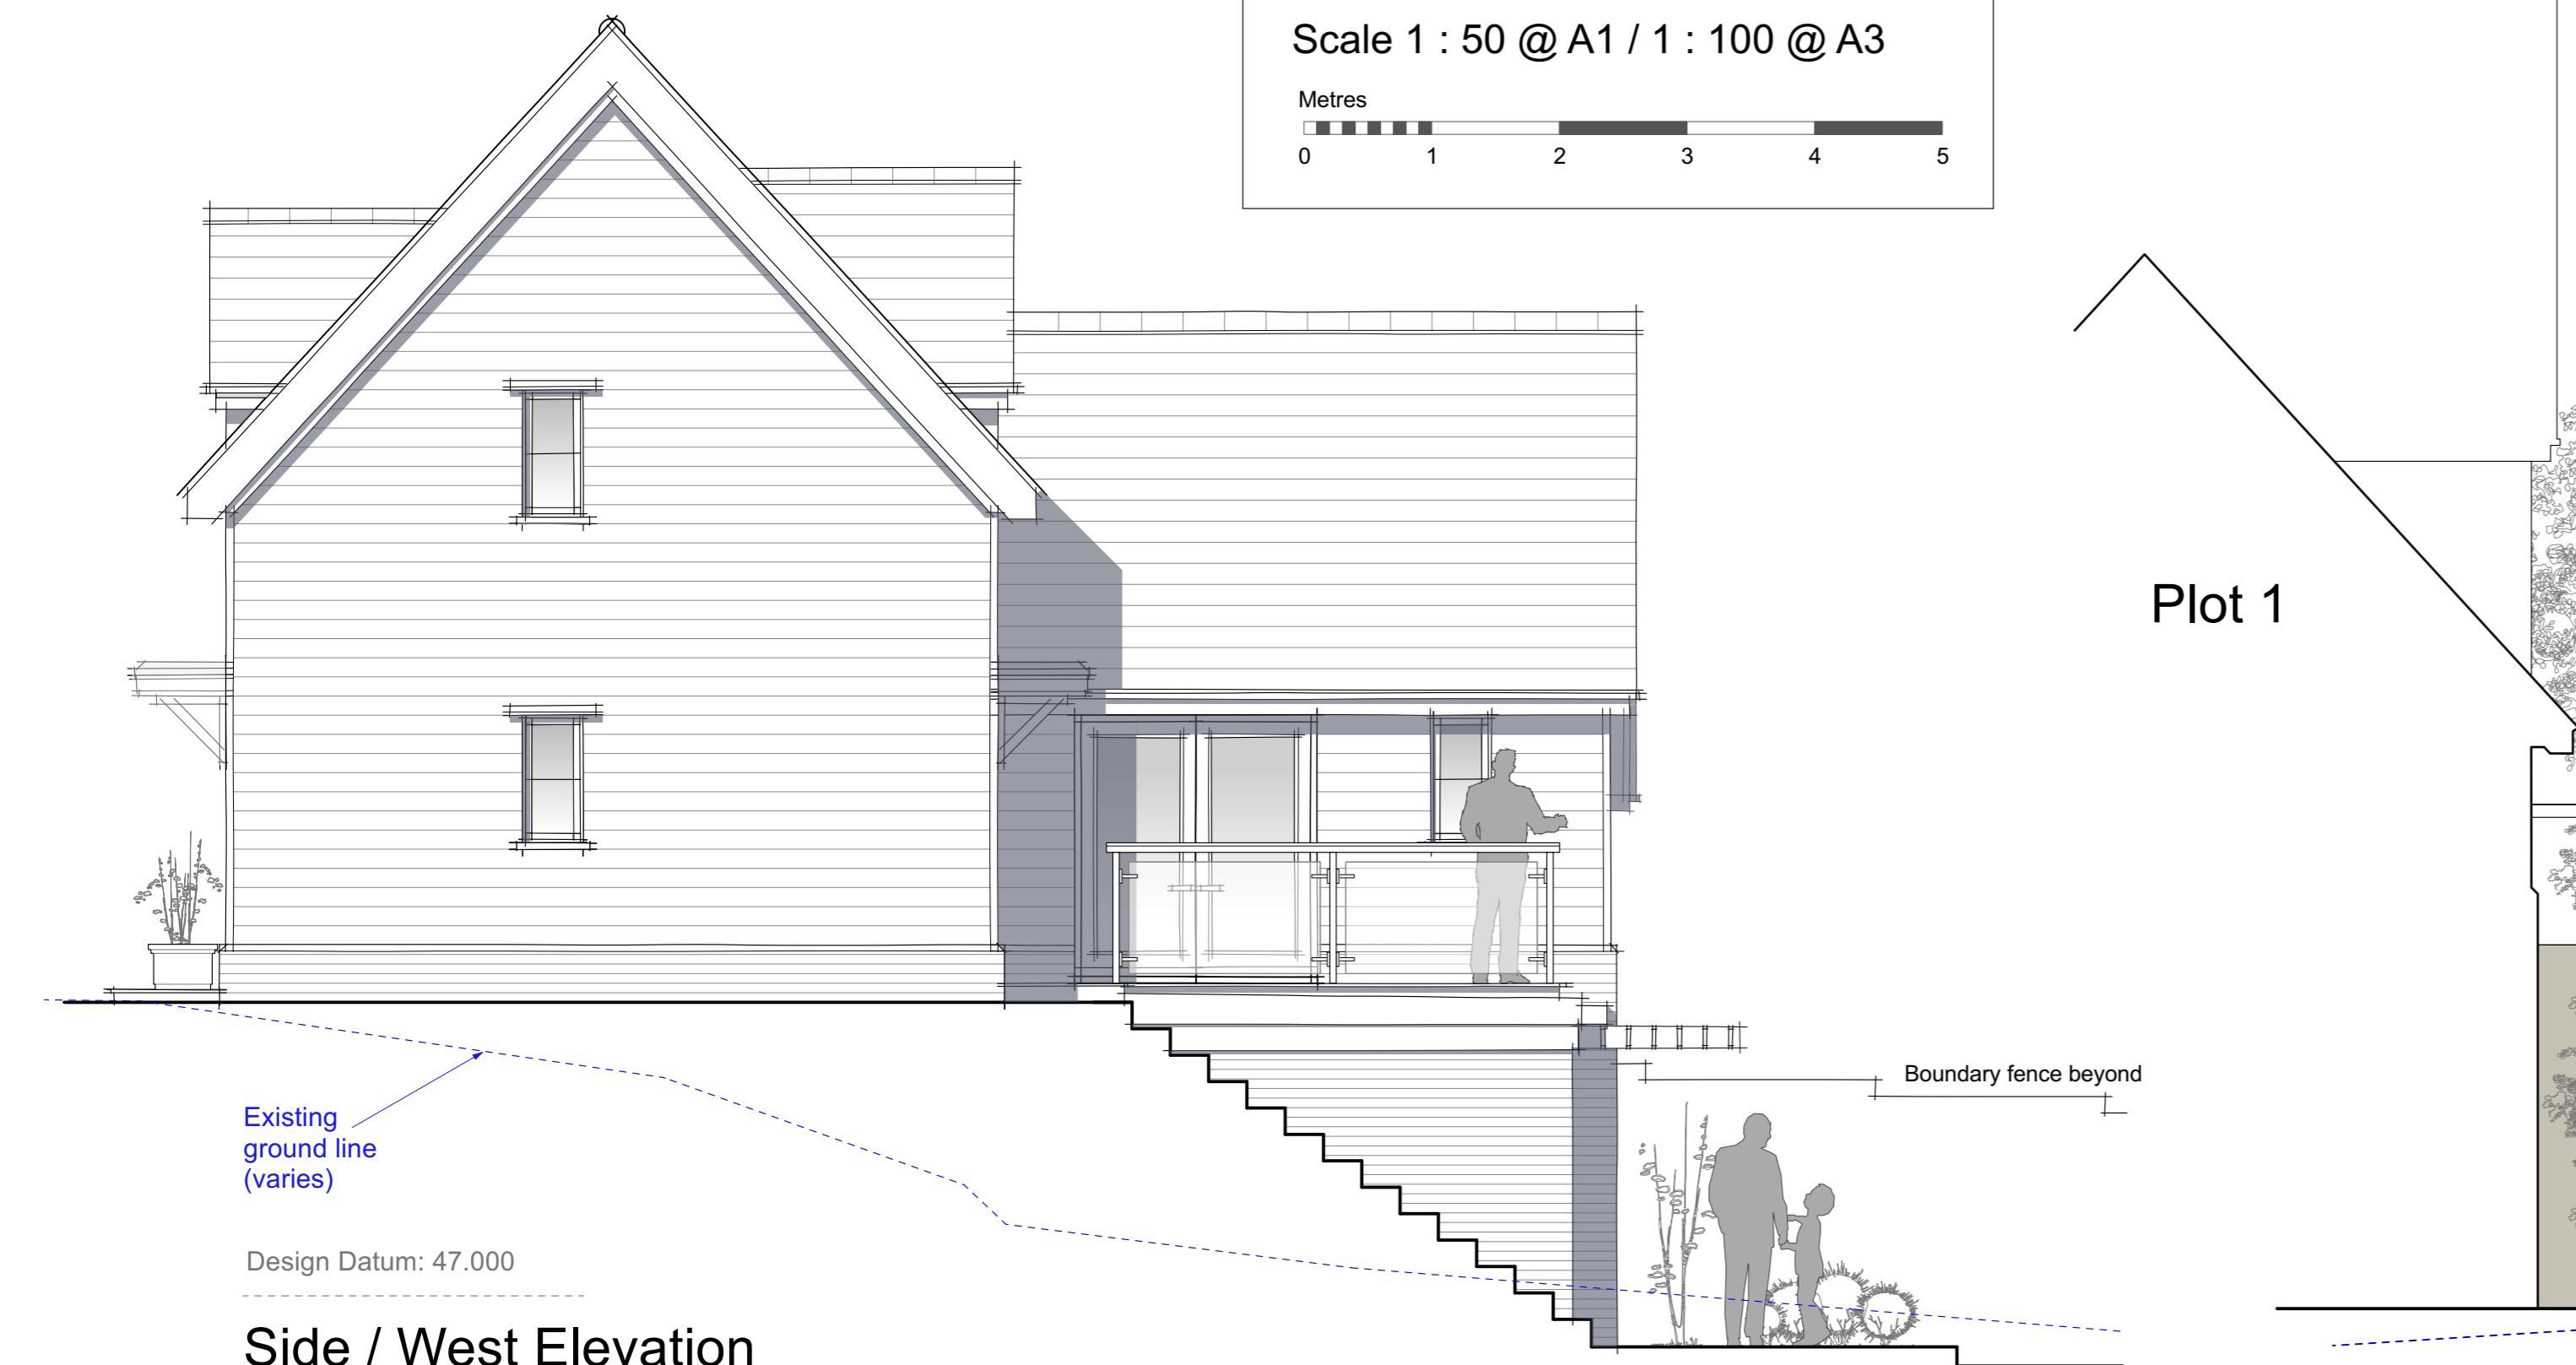 Scale 1 : 50 @ A1 / 1 : 100 @ A3
Metres
0 1 2 3 4 5
Plot 1
Boundary fence beyond
Existing
ground line
(varies)
Design Datum: 47.000
Side / West Elevation